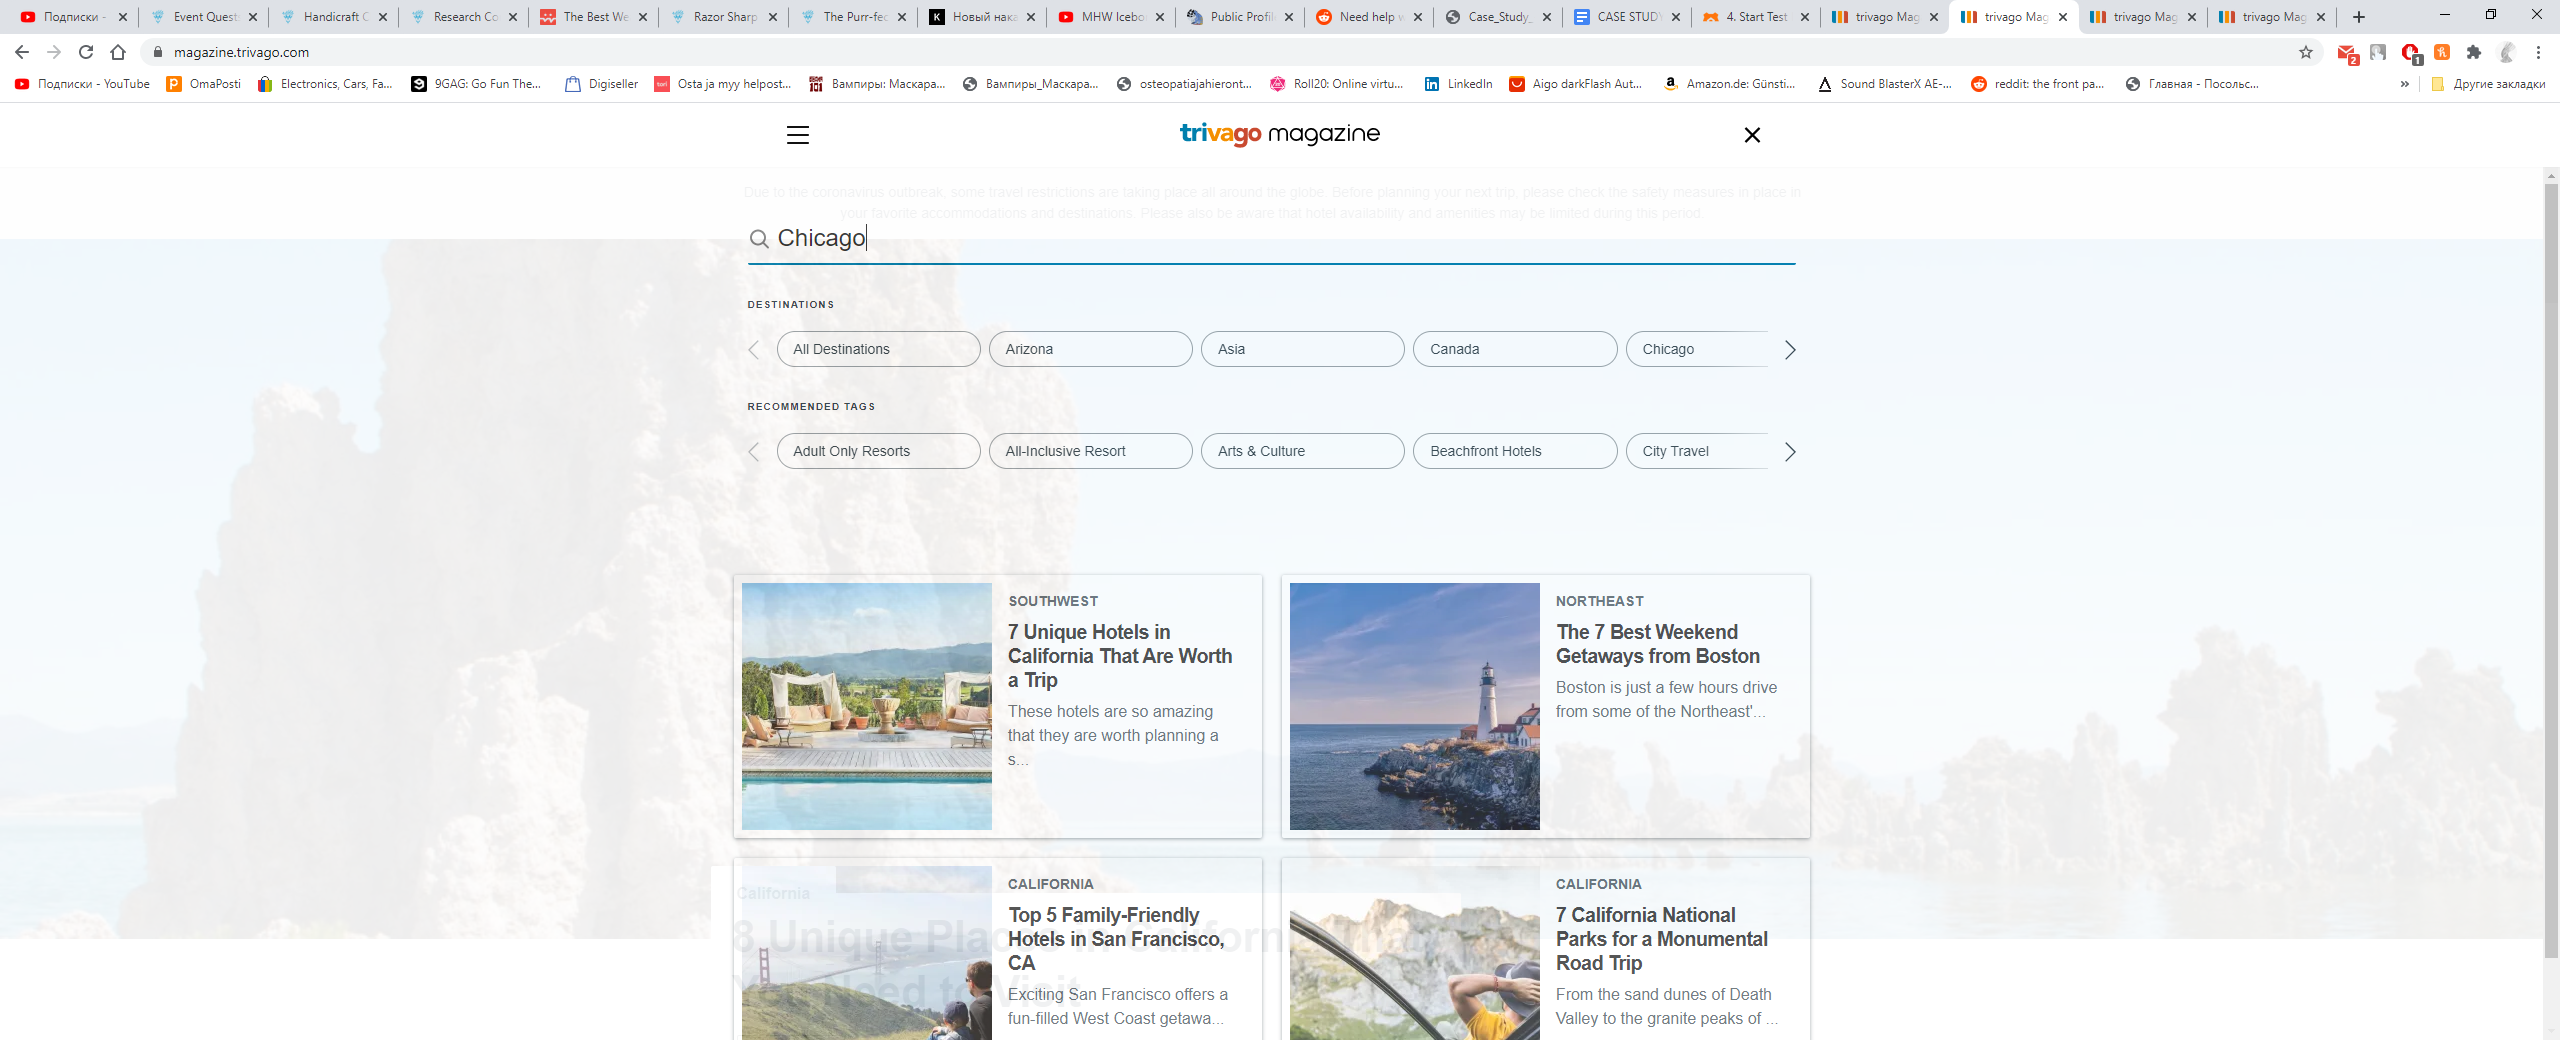 Подписки -
Event Quest
Handicraft C
Research Co
The Best We
Razor Sharp
The Purr-fec
Новый нака
MHW Icebo
Public Profil
Need help w
Case_Study_
CASE STUDY
4. Start Test
trivago Mag
trivago Mag
trivago Mag
trivago Mag
magazine.trivago.com
2
1
Подписки - YouTube
OmaPosti
Electronics, Cars, Fa...
9GAG: Go Fun The...
Digiseller
Osta ja myy helpost...
Вампиры: Маскара...
Вампиры_Маскара...
osteopatiajahieront...
Roll20: Online virtu...
LinkedIn
Aigo darkFlash Aut...
Amazon.de: Günsti...
Sound BlasterX AE-...
reddit: the front pa...
Главная - Посольс...
»
Другие закладки
trivago magazine
Due to the coronavirus outbreak, some travel restrictions are taking place all around the globe. Before planning your next trip, please check the safety measures in place in
your favorite accommodations and destinations. Please also be aware that hotel availability and amenities may be limited during this period.
Chicago
DESTINATIONS
All Destinations
Arizona
Asia
Canada
Chicago
RECOMMENDED TAGS
Adult Only Resorts
All-Inclusive Resort
Arts & Culture
Beachfront Hotels
City Travel
SOUTHWEST
7 Unique Hotels in
California That Are Worth
a Trip
These hotels are so amazing
that they are worth planning a
s...
NORTHEAST
The 7 Best Weekend
Getaways from Boston
Boston is just a few hours drive
from some of the Northeast'...
California
8 Unique Places in California That
You Need to Visit
CALIFORNIA
Top 5 Family-Friendly
Hotels in San Francisco,
CA
Exciting San Francisco offers a
fun-filled West Coast getawa...
CALIFORNIA
7 California National
Parks for a Monumental
Road Trip
From the sand dunes of Death
Valley to the granite peaks of ...